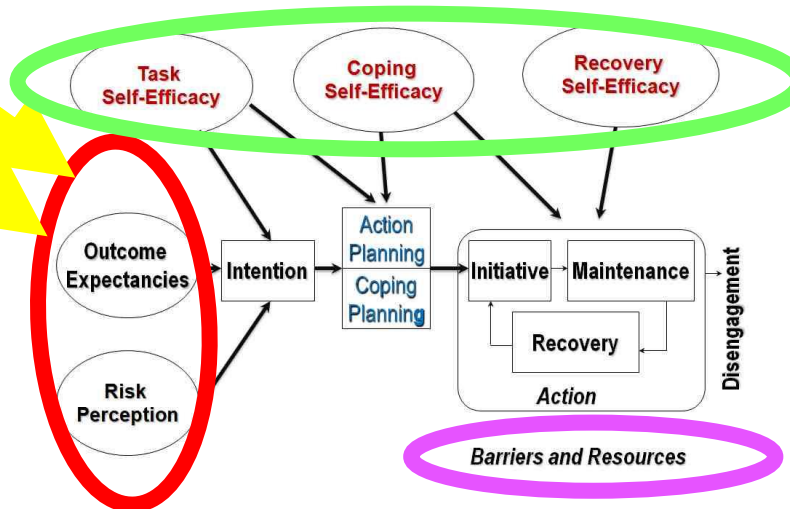 Task
Self-Efficacy
Coping
Self-Efficacy
Recovery
Self-Efficacy
Outcome
Expectancies
Intention
Action
Planning
Coping
Planning
Initiative
Maintenance
Recovery
Action
Disengagement
Risk
Perception
Barriers and Resources